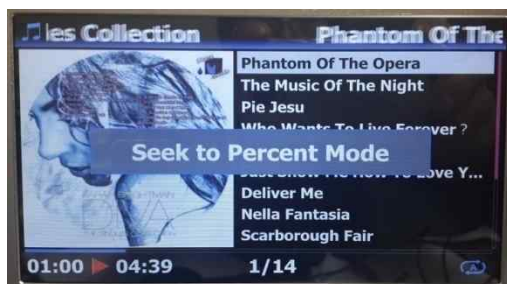 les Collection Phantom Of The
Phantom Of The Opera
The Music Of The Night
Pie Jesu
Who Wants To Live Forever ?
Seek to Percent Mode
Just Show Me How To Love Y...
Deliver Me
Nella Fantasia
Scarborough Fair
01:00 04:39 1/14
A